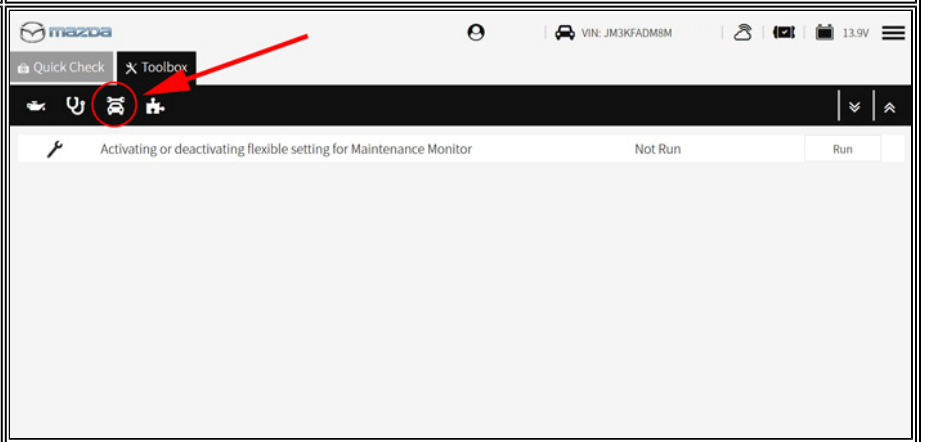 mazda
VIN: JM3KFADM8M
13.9V
Quick Check
Toolbox
Activating or deactivating flexible setting for Maintenance Monitor Not Run Run